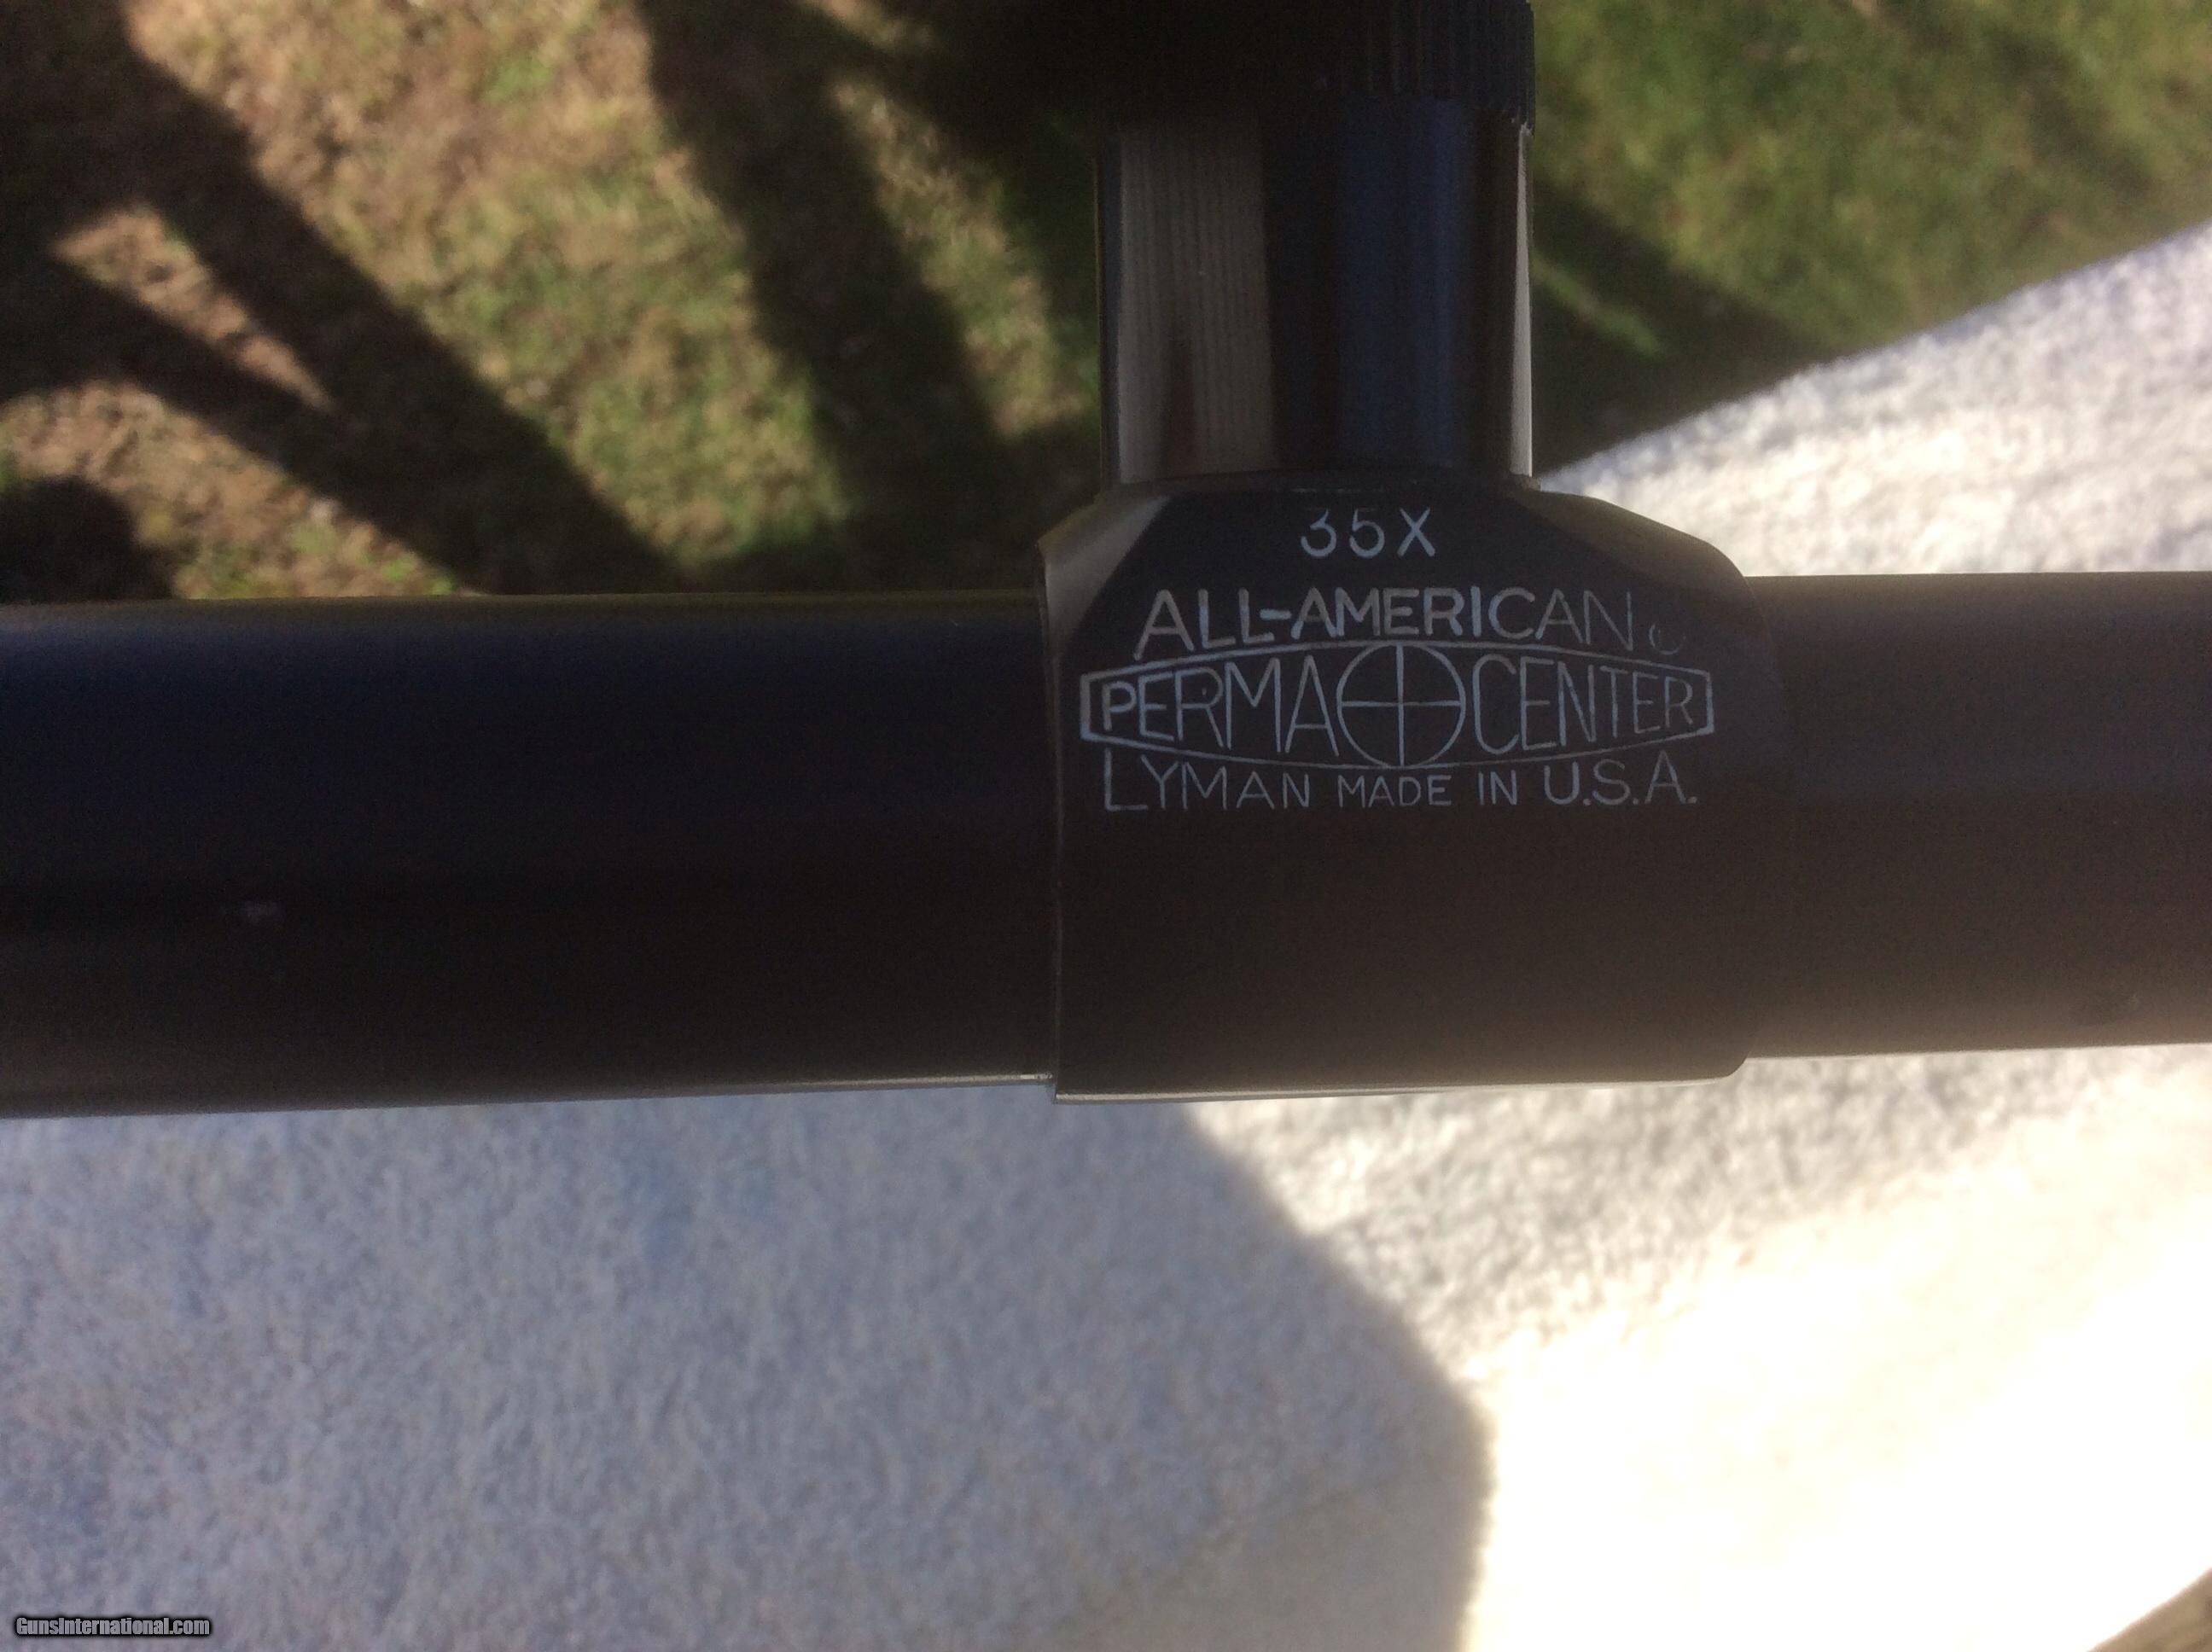 35X
ALL-AMERICAN
PERMA CENTER
LYMAN MADE IN U.S.A.
GunsInternational.com